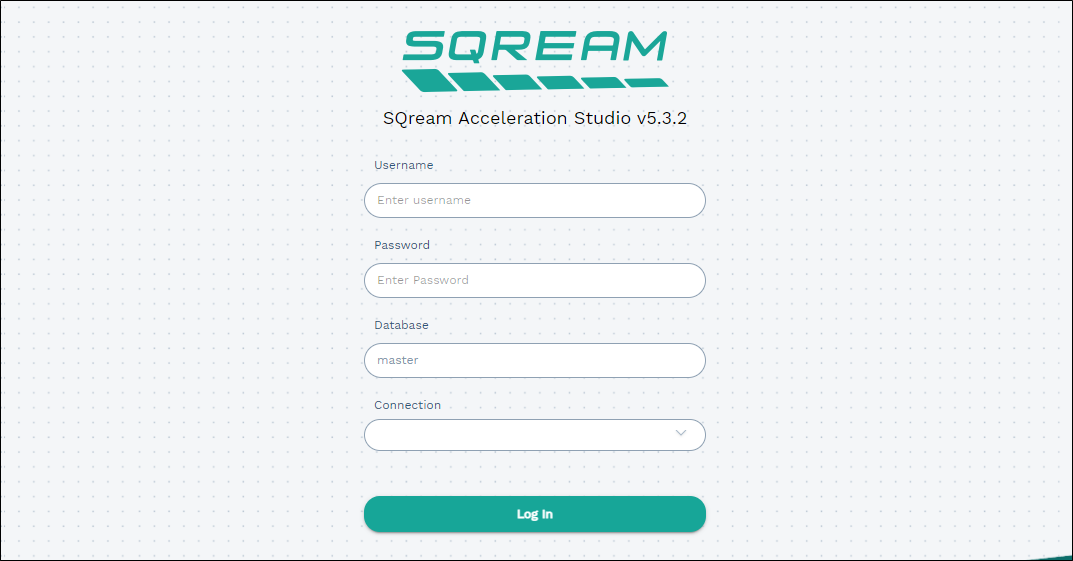 SQREAM
SQream Acceleration Studio v5.3.2
Username
Enter username
Password
Enter Password
Database
master
Connection
Log In